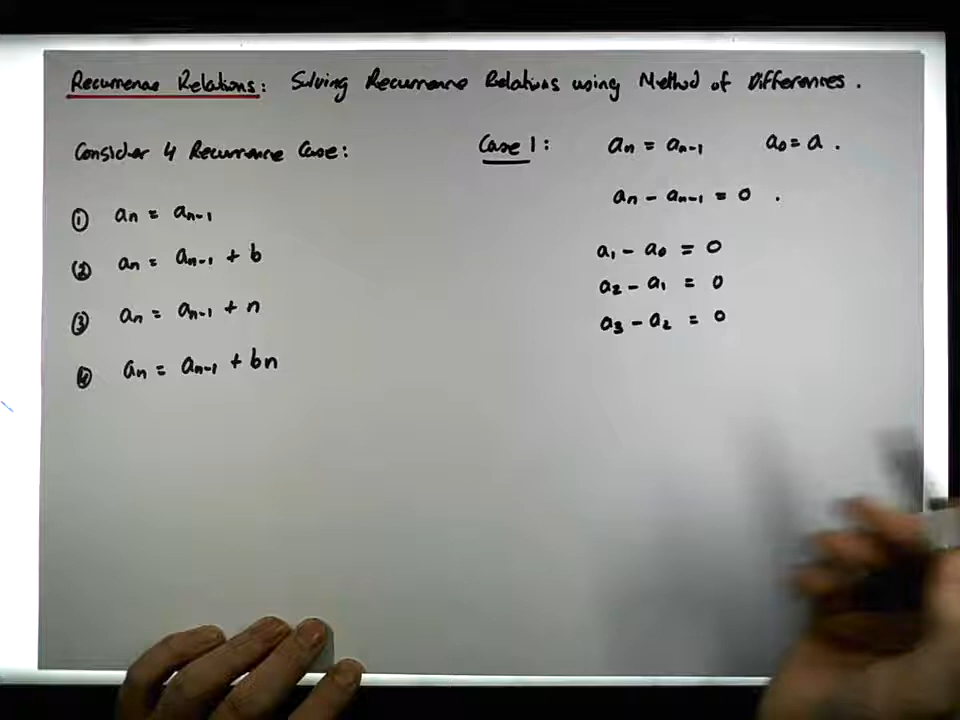 Recurrence Relations: Solving Recurrence Relations using Method of Differences.
Consider 4 Recurrence Case:
① aₙ = aₙ₋₁
② aₙ = aₙ₋₁ + b
③ aₙ = aₙ₋₁ + n
④ aₙ = aₙ₋₁ + bn
Case 1: aₙ = aₙ₋₁ a₀ = a .
aₙ - aₙ₋₁ = 0 .
a₁ - a₀ = 0
a₂ - a₁ = 0
a₃ - a₂ = 0